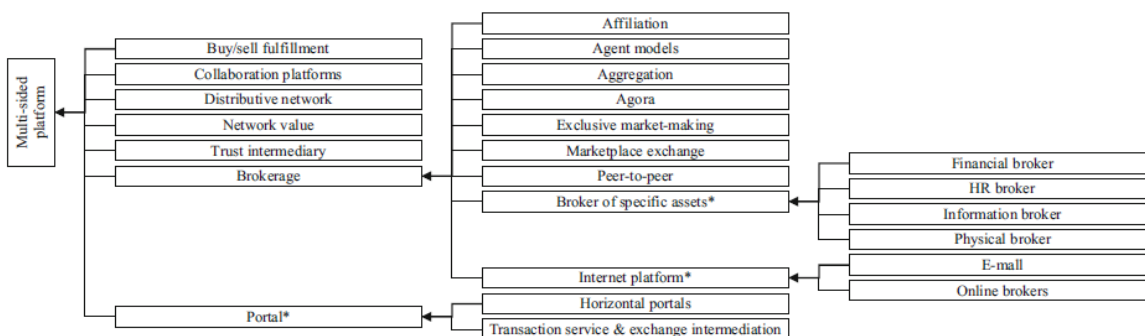 Multi-sided
platform
Buy/sell fulfillment
Collaboration platforms
Distributive network
Network value
Trust intermediary
Brokerage
Portal*
Affiliation
Agent models
Aggregation
Agora
Exclusive market-making
Marketplace exchange
Peer-to-peer
Broker of specific assets*
Internet platform*
Horizontal portals
Transaction service & exchange intermediation
Financial broker
HR broker
Information broker
Physical broker
E-mall
Online brokers